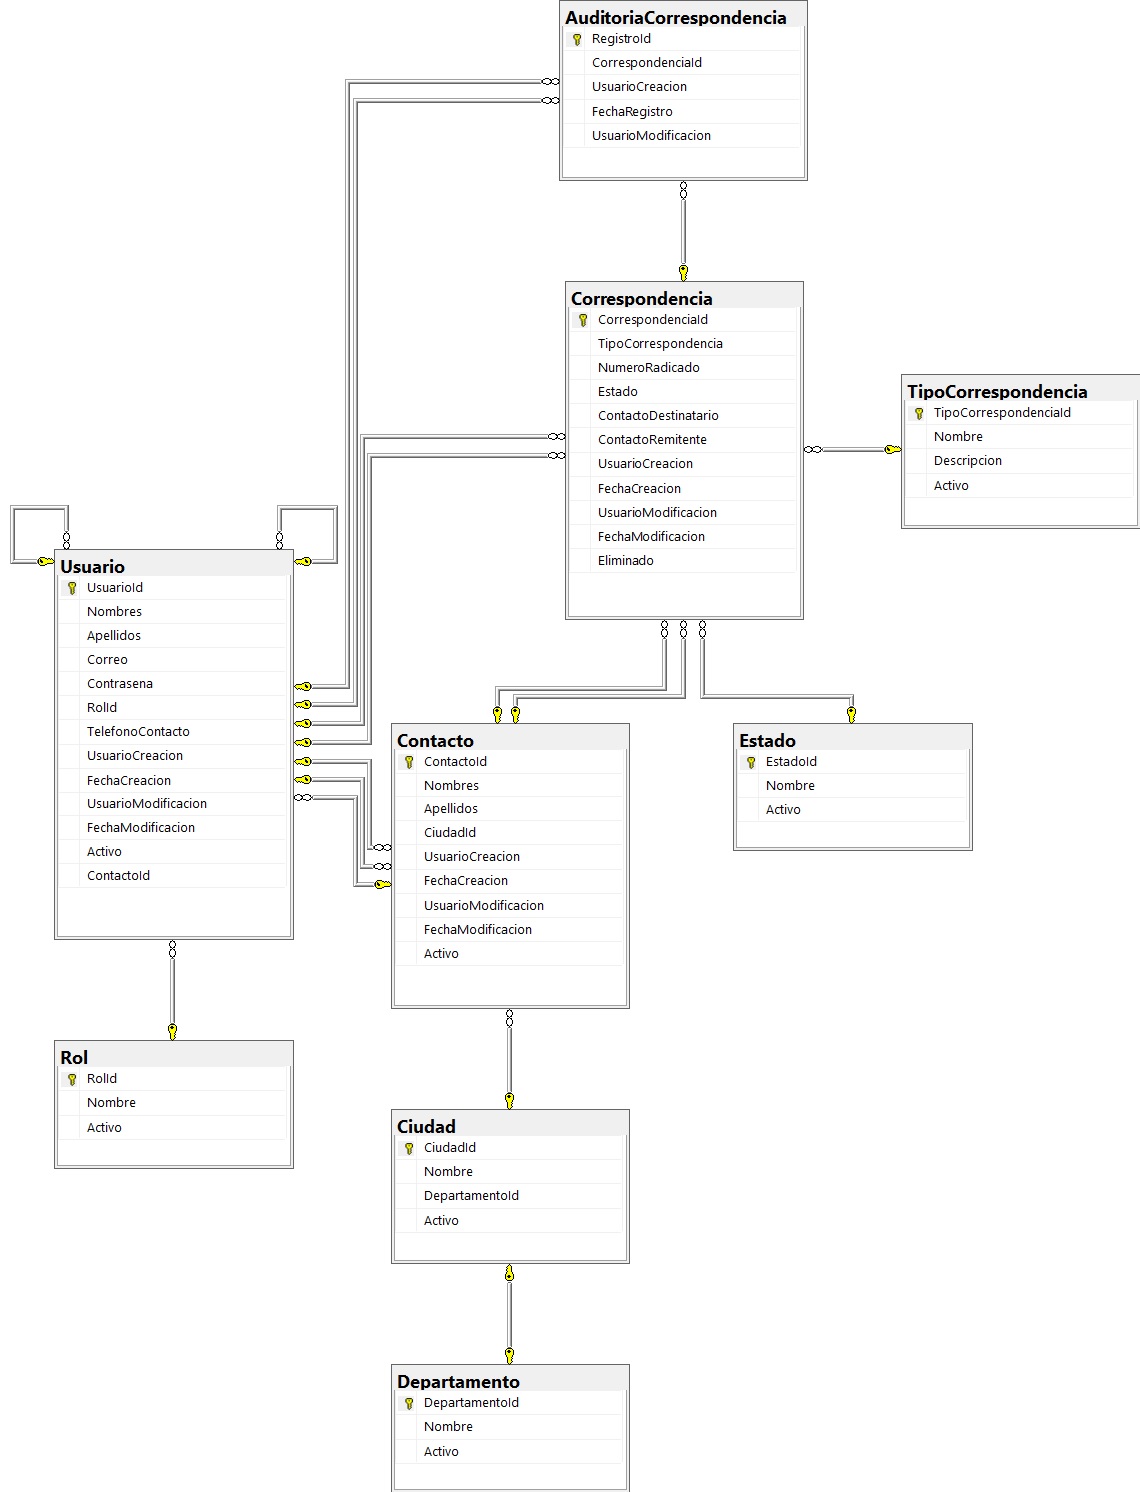 AuditoriaCorrespondencia
RegistroId
CorrespondenciaId
UsuarioCreacion
FechaRegistro
UsuarioModificacion
Correspondencia
CorrespondenciaId
TipoCorrespondencia
NumeroRadicado
Estado
ContactoDestinatario
ContactoRemitente
UsuarioCreacion
FechaCreacion
UsuarioModificacion
FechaModificacion
Eliminado
TipoCorrespondencia
TipoCorrespondenciaId
Nombre
Descripcion
Activo
Usuario
UsuarioId
Nombres
Apellidos
Correo
Contrasena
RolId
TelefonoContacto
UsuarioCreacion
FechaCreacion
UsuarioModificacion
FechaModificacion
Activo
ContactoId
Contacto
ContactoId
Nombres
Apellidos
CiudadId
UsuarioCreacion
FechaCreacion
UsuarioModificacion
FechaModificacion
Activo
Estado
EstadoId
Nombre
Activo
Rol
RolId
Nombre
Activo
Ciudad
CiudadId
Nombre
DepartamentoId
Activo
Departamento
DepartamentoId
Nombre
Activo